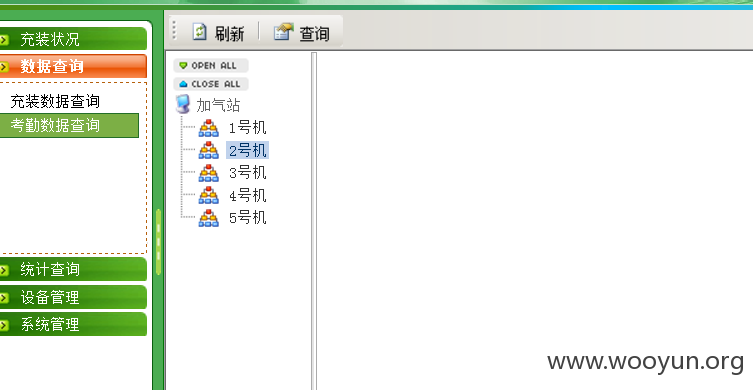 充装状况
数据查询
充装数据查询
考勤数据查询
统计查询
设备管理
系统管理
刷新 查询
OPEN ALL
CLOSE ALL
加气站
1号机
2号机
3号机
4号机
5号机
www.wooyun.org